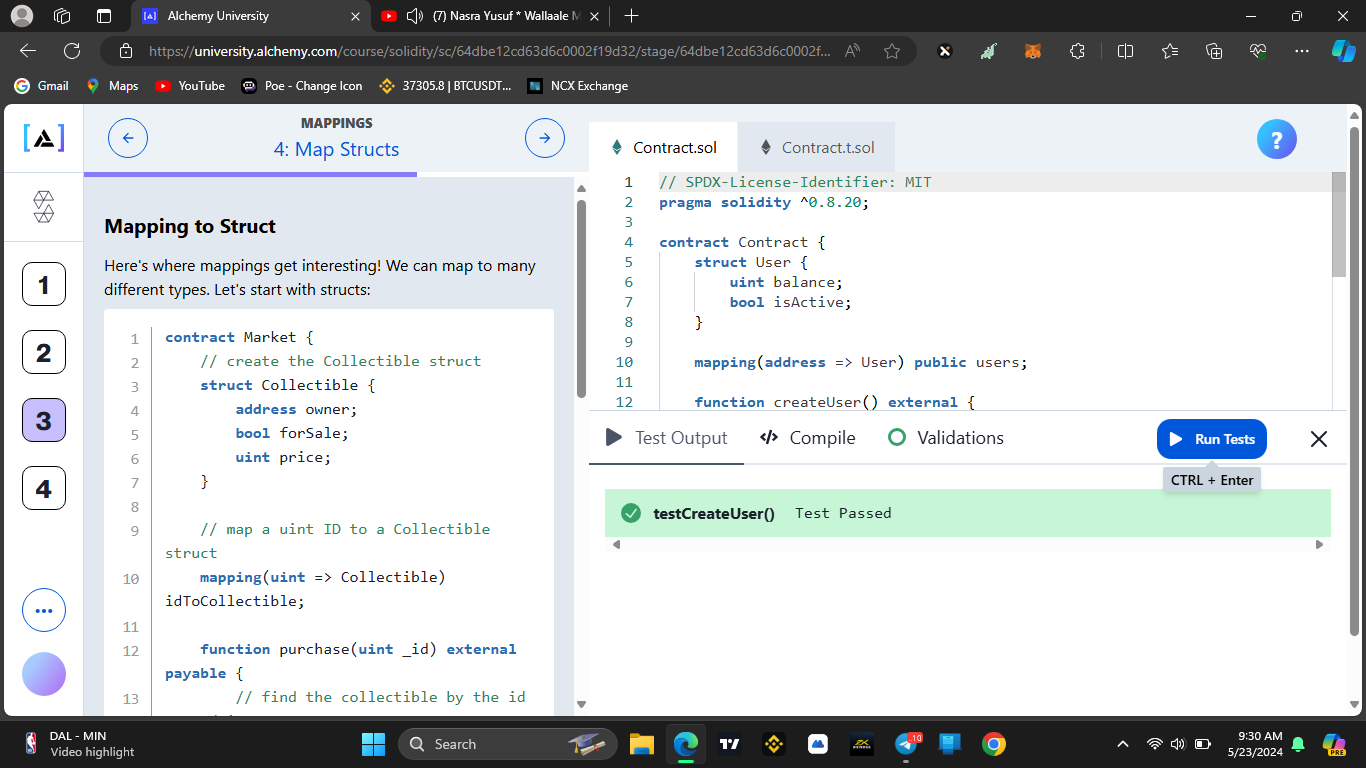 Alchemy University
(7) Nasra Yusuf * Wallaale M
https://university.alchemy.com/course/solidity/sc/64dbe12cd63d6c0002f19d32/stage/64dbe12cd63d6c0002f...
Gmail
Maps
YouTube
Poe - Change Icon
37305.8 | BTCUSDT...
NCX Exchange
MAPPINGS
4: Map Structs
1
2
3
4
Mapping to Struct
Here's where mappings get interesting! We can map to many
different types. Let's start with structs:
1 contract Market {
2 // create the Collectible struct
3 struct Collectible {
4 address owner;
5 bool forSale;
6 uint price;
7 }
8
9 // map a uint ID to a Collectible
struct
10 mapping(uint => Collectible)
idToCollectible;
11
12 function purchase(uint _id) external
payable {
13 // find the collectible by the id
Contract.sol
Contract.t.sol
?
1 // SPDX-License-Identifier: MIT
2 pragma solidity ^0.8.20;
3
4 contract Contract {
5 struct User {
6 uint balance;
7 bool isActive;
8 }
9
10 mapping(address => User) public users;
11
12 function createUser() external {
Test Output
Compile
Validations
Run Tests
CTRL + Enter
testCreateUser() Test Passed
DAL - MIN
Video highlight
Search
10
9:30 AM
5/23/2024
PRE